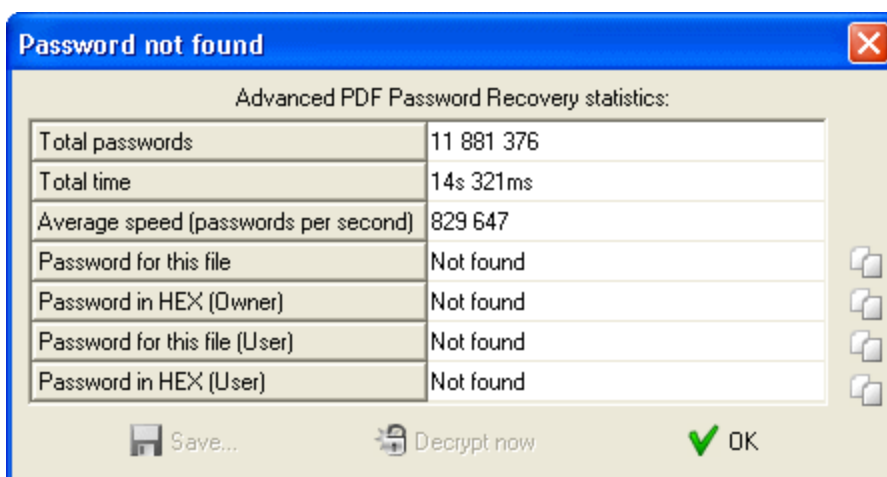 Password not found
Advanced PDF Password Recovery statistics:
Total passwords 11 881 376
Total time 14s 321ms
Average speed (passwords per second) 829 647
Password for this file Not found
Password in HEX (Owner) Not found
Password for this file (User) Not found
Password in HEX (User) Not found
Save... Decrypt now OK